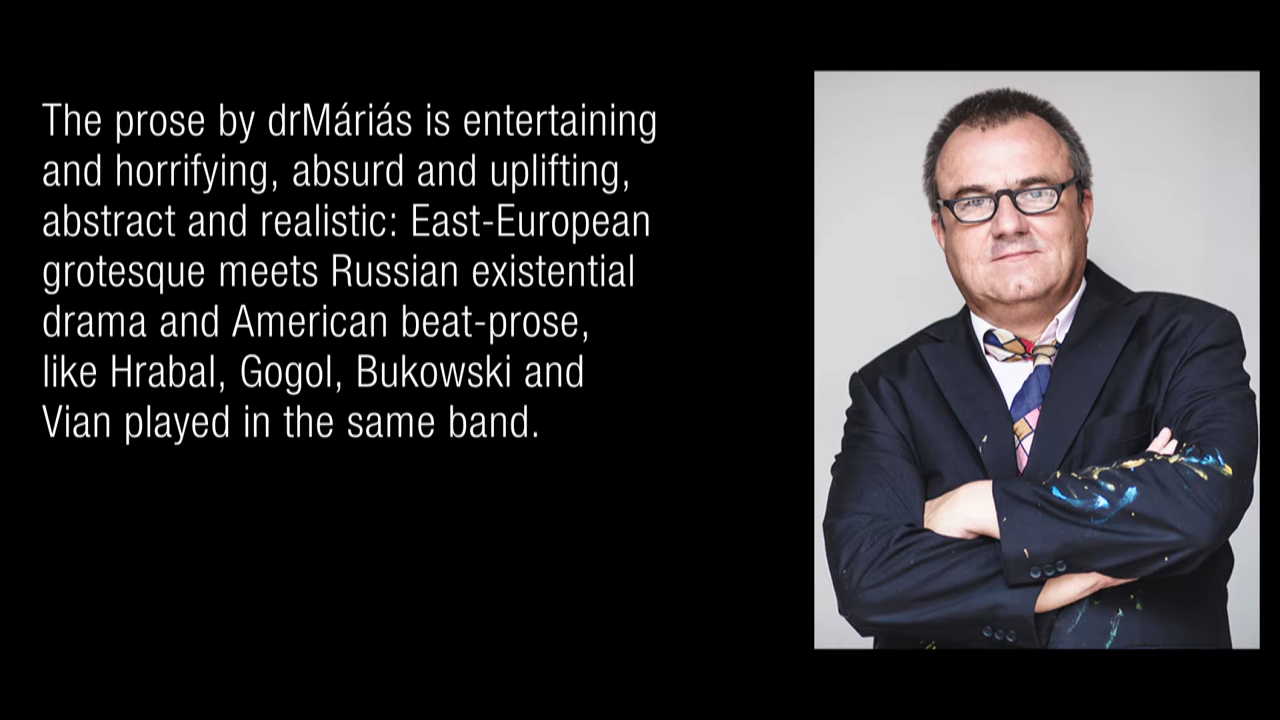 The prose by drMáriás is entertaining
and horrifying, absurd and uplifting,
abstract and realistic: East-European
grotesque meets Russian existential
drama and American beat-prose,
like Hrabal, Gogol, Bukowski and
Vian played in the same band.